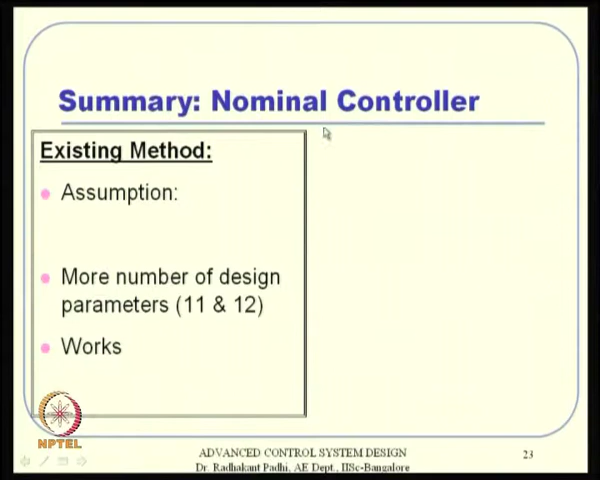 Summary: Nominal Controller
Existing Method:
Assumption:
More number of design
parameters (11 & 12)
Works
NPTEL
ADVANCED CONTROL SYSTEM DESIGN
Dr. Radhakant Padhi, AE Dept., IISc-Bangalore
23